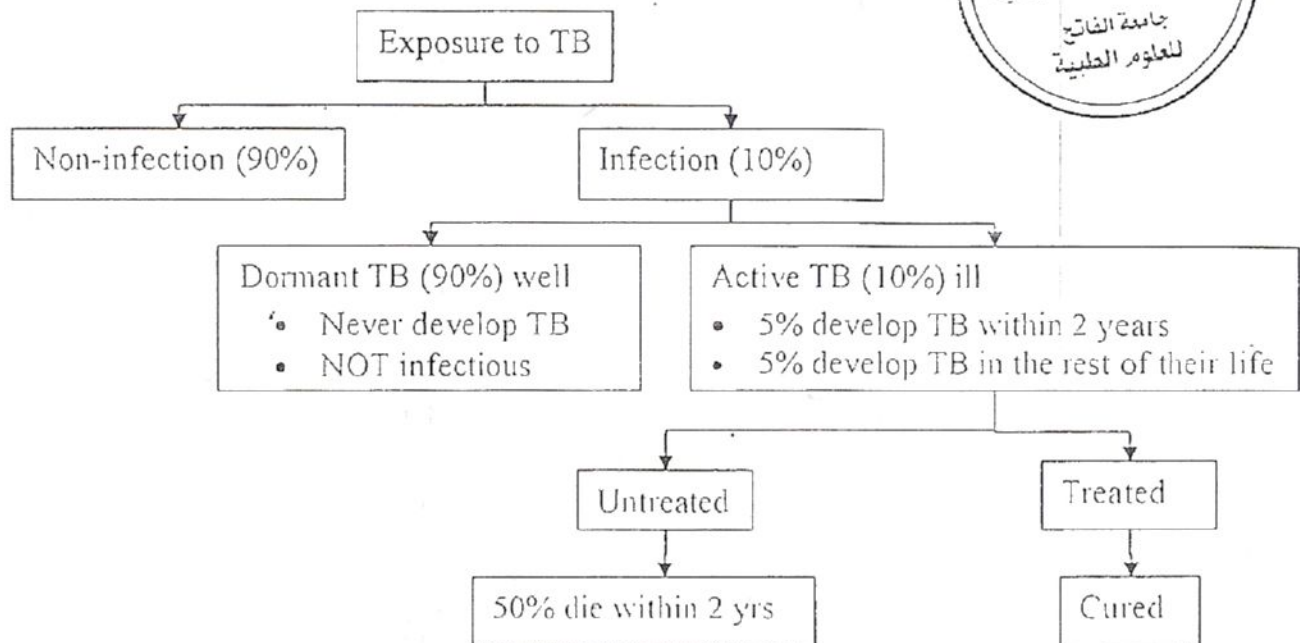 Exposure to TB
جامعة الفاتح
للعلوم الطبية
Non-infection (90%)
Infection (10%)
Dormant TB (90%) well
• Never develop TB
• NOT infectious
Active TB (10%) ill
• 5% develop TB within 2 years
• 5% develop TB in the rest of their life
Untreated
Treated
50% die within 2 yrs
Cured